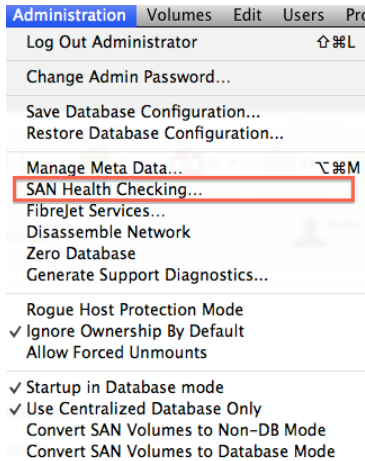 Administration Volumes Edit Users Pro
Log Out Administrator ⇧⌘L
Change Admin Password...
Save Database Configuration...
Restore Database Configuration...
Manage Meta Data... ⌥⌘M
SAN Health Checking...
FibreJet Services...
Disassemble Network
Zero Database
Generate Support Diagnostics...
Rogue Host Protection Mode
✓ Ignore Ownership By Default
Allow Forced Unmounts
✓ Startup in Database mode
✓ Use Centralized Database Only
Convert SAN Volumes to Non-DB Mode
Convert SAN Volumes to Database Mode